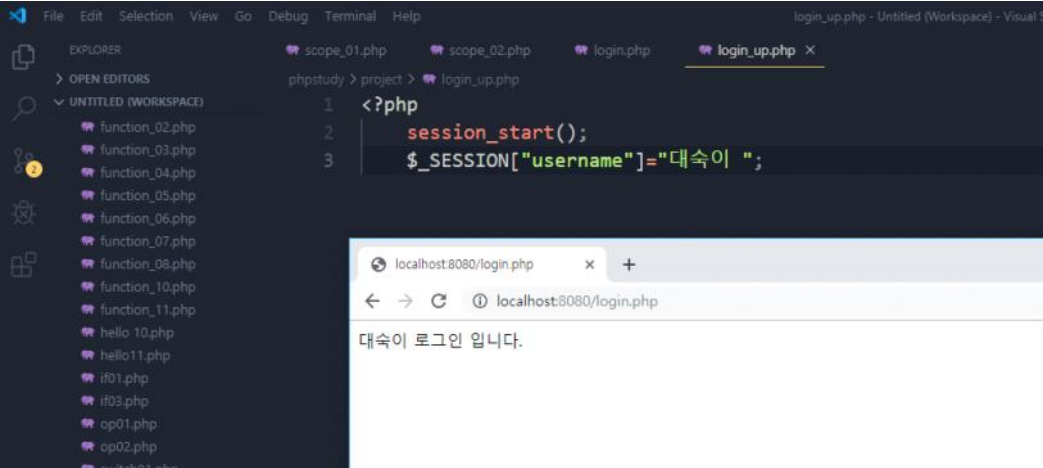 File Edit Selection View Go Debug Terminal Help
login_up.php - Untitled (Workspace) - Visual S
EXPLORER
scope_01.php scope_02.php login.php login_up.php ×
> OPEN EDITORS
phpstudy > project > login_up.php
UNTITLED (WORKSPACE)
1 <?php
2 session_start();
3 $_SESSION["username"]="대숙이 ";
function_02.php
function_03.php
function_04.php
function_05.php
function_06.php
function_07.php
function_08.php
function_10.php
function_11.php
hello 10.php
hello11.php
if01.php
if03.php
op01.php
op02.php
switch01.php
2
localhost:8080/login.php × +
localhost:8080/login.php
대숙이 로그인 입니다.